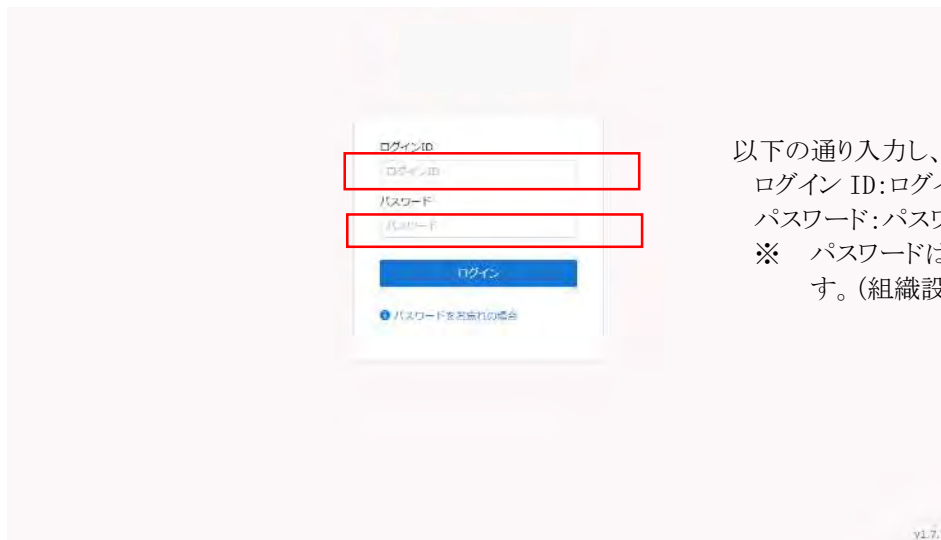 ログインID
ログインID
パスワード
パスワード
ログイン
パスワードをお忘れの場合
以下の通り入力し、
ログイン ID:ログイ
パスワード:パスワ
※ パスワードは
す。(組織設
v1.7.